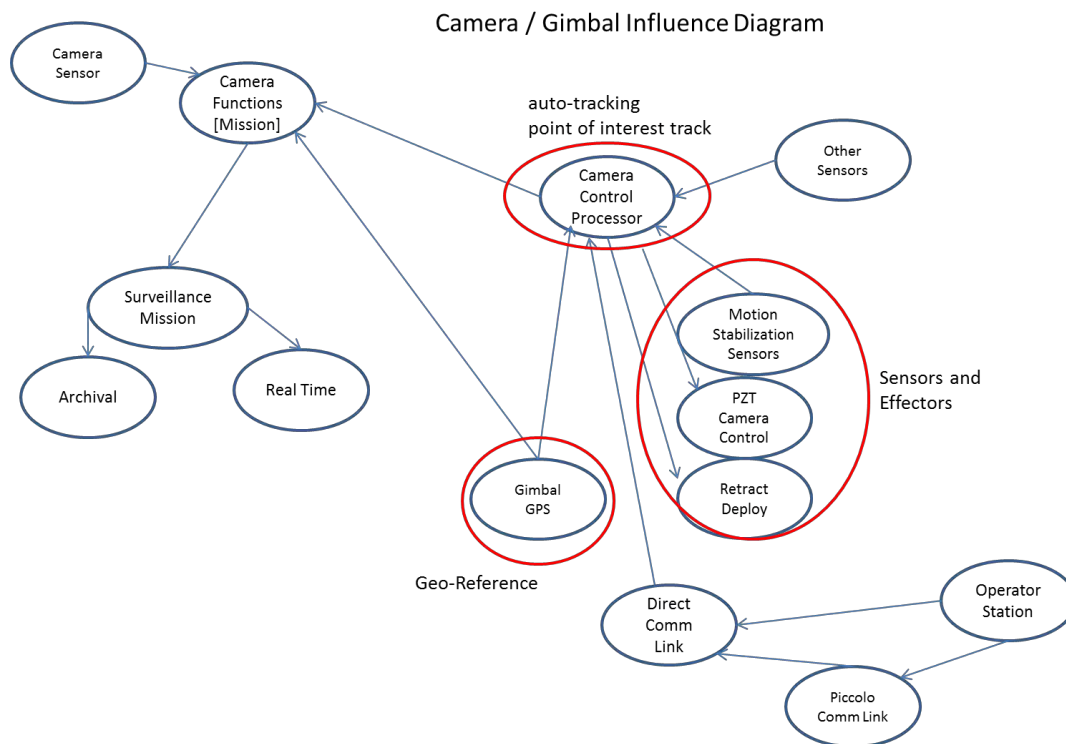 Camera / Gimbal Influence Diagram
Camera
Sensor
Camera
Functions
[Mission]
auto-tracking
point of interest track
Camera
Control
Processor
Other
Sensors
Surveillance
Mission
Archival
Real Time
Motion
Stabilization
Sensors
PZT
Camera
Control
Retract
Deploy
Sensors and
Effectors
Gimbal
GPS
Geo-Reference
Direct
Comm
Link
Operator
Station
Piccolo
Comm Link